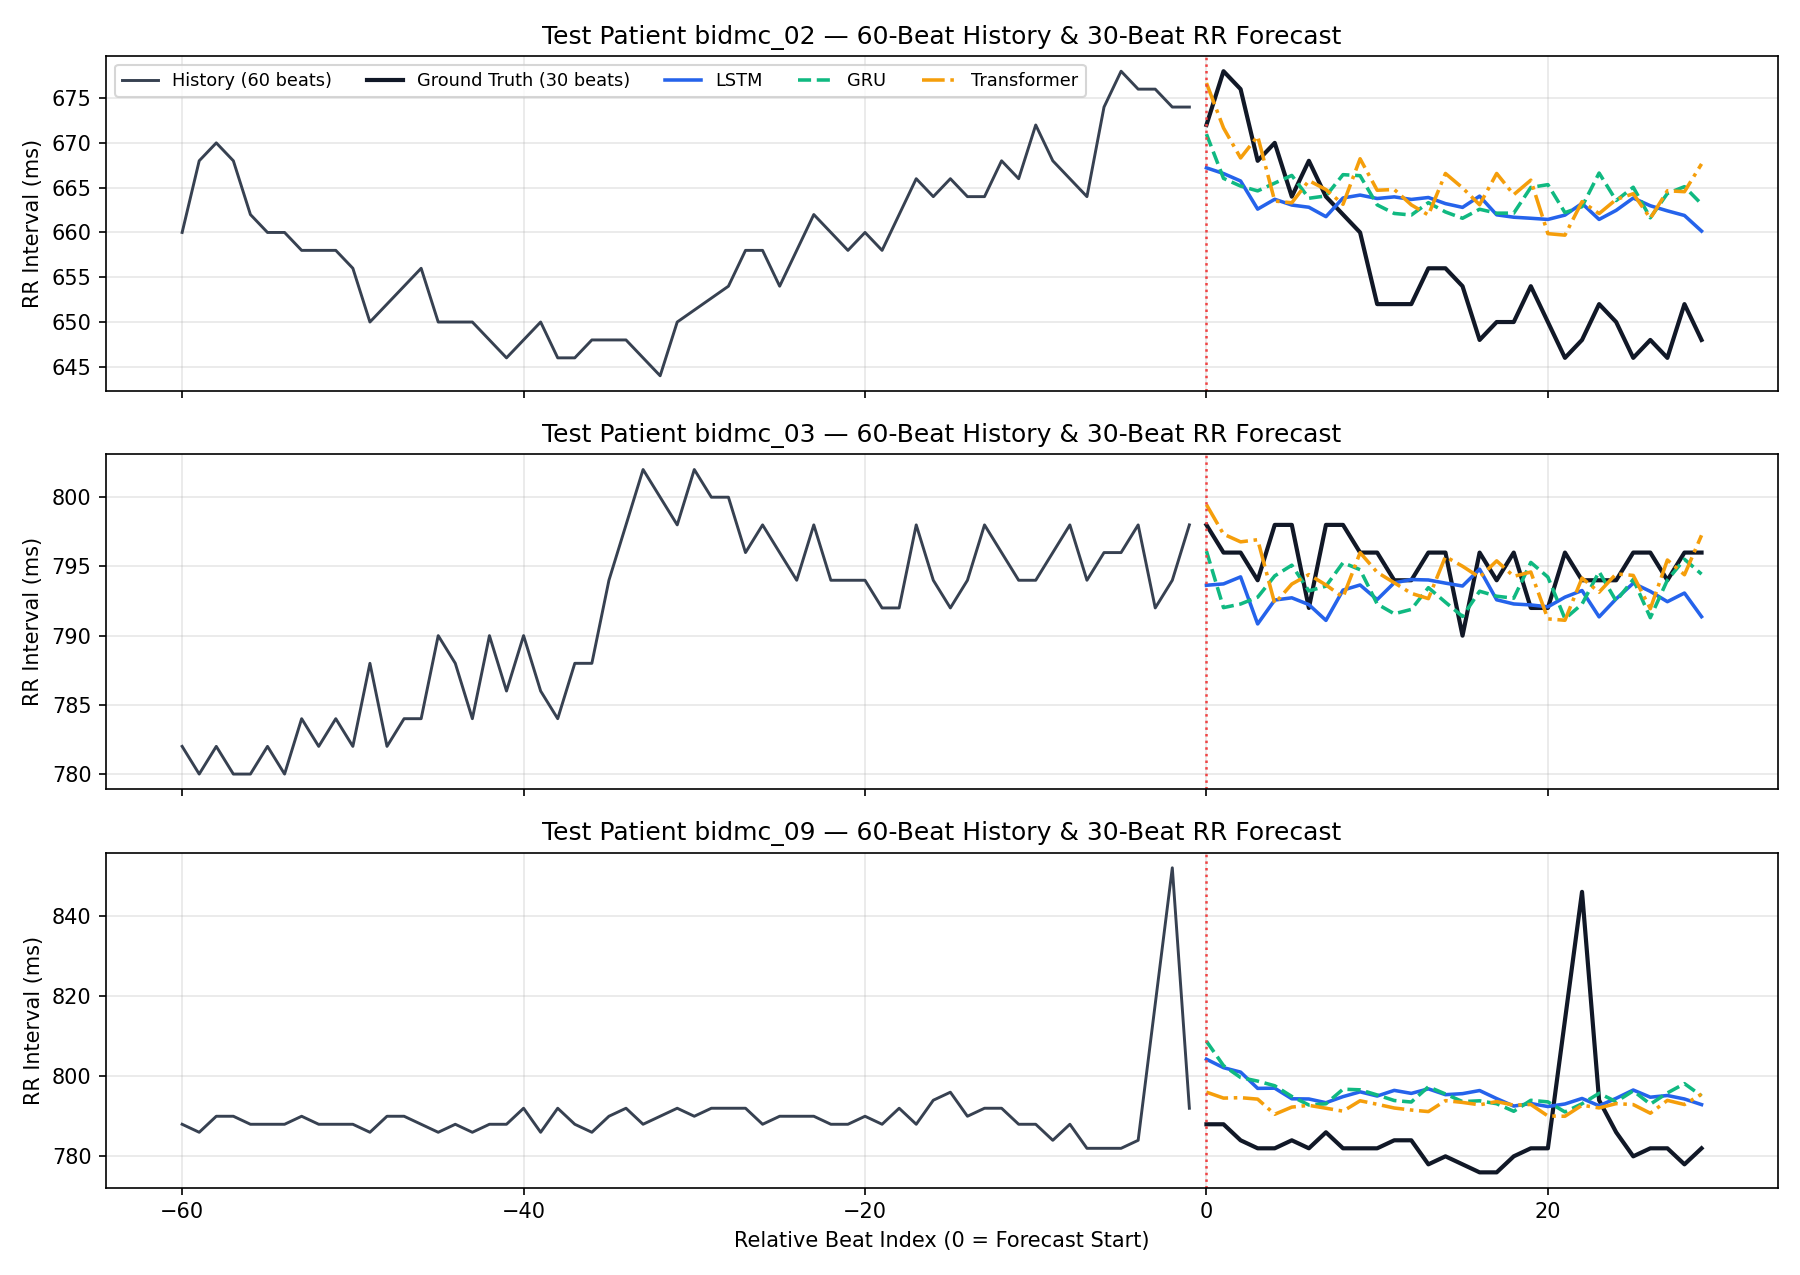 Test Patient bidmc_02 — 60-Beat History & 30-Beat RR Forecast
History (60 beats) Ground Truth (30 beats) LSTM GRU Transformer
RR Interval (ms)
675
670
665
660
655
650
645
Test Patient bidmc_03 — 60-Beat History & 30-Beat RR Forecast
RR Interval (ms)
800
795
790
785
780
Test Patient bidmc_09 — 60-Beat History & 30-Beat RR Forecast
RR Interval (ms)
840
820
800
780
−60 −40 −20 0 20
Relative Beat Index (0 = Forecast Start)